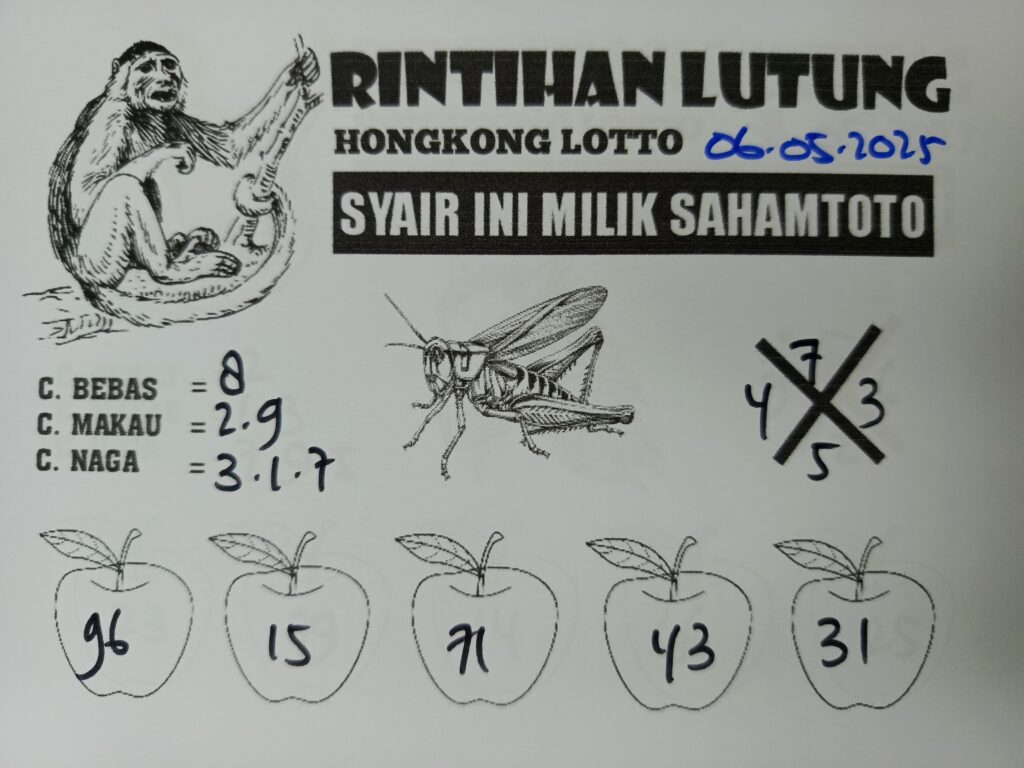 RINTIHAN LUTUNG
HONGKONG LOTTO 06.05.2025
SYAIR INI MILIK SAHAMTOTO
C. BEBAS = 8
C. MAKAU = 2.9
C. NAGA = 3.1.7
7
4 3
5
96 15 71 43 31